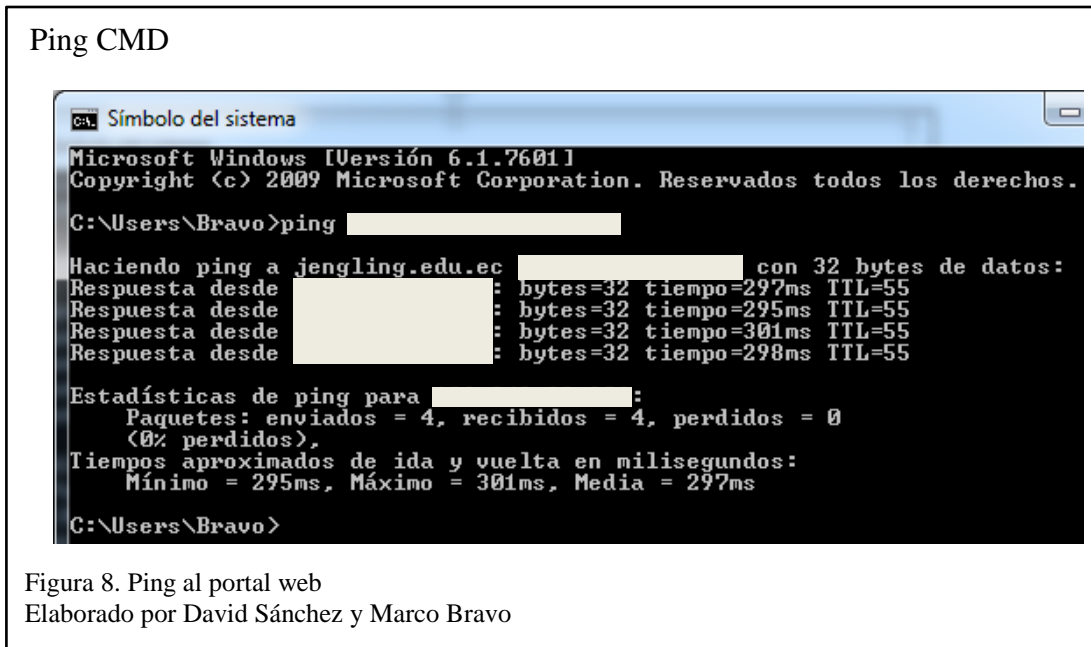 Ping CMD
Símbolo del sistema
Microsoft Windows [Versión 6.1.7601]
Copyright (c) 2009 Microsoft Corporation. Reservados todos los derechos.
C:\Users\Bravo>ping
Haciendo ping a jengling.edu.ec con 32 bytes de datos:
Respuesta desde : bytes=32 tiempo=297ms TTL=55
Respuesta desde : bytes=32 tiempo=295ms TTL=55
Respuesta desde : bytes=32 tiempo=301ms TTL=55
Respuesta desde : bytes=32 tiempo=298ms TTL=55
Estadísticas de ping para :
Paquetes: enviados = 4, recibidos = 4, perdidos = 0
(0% perdidos),
Tiempos aproximados de ida y vuelta en milisegundos:
Mínimo = 295ms, Máximo = 301ms, Media = 297ms
C:\Users\Bravo>
Figura 8. Ping al portal web
Elaborado por David Sánchez y Marco Bravo